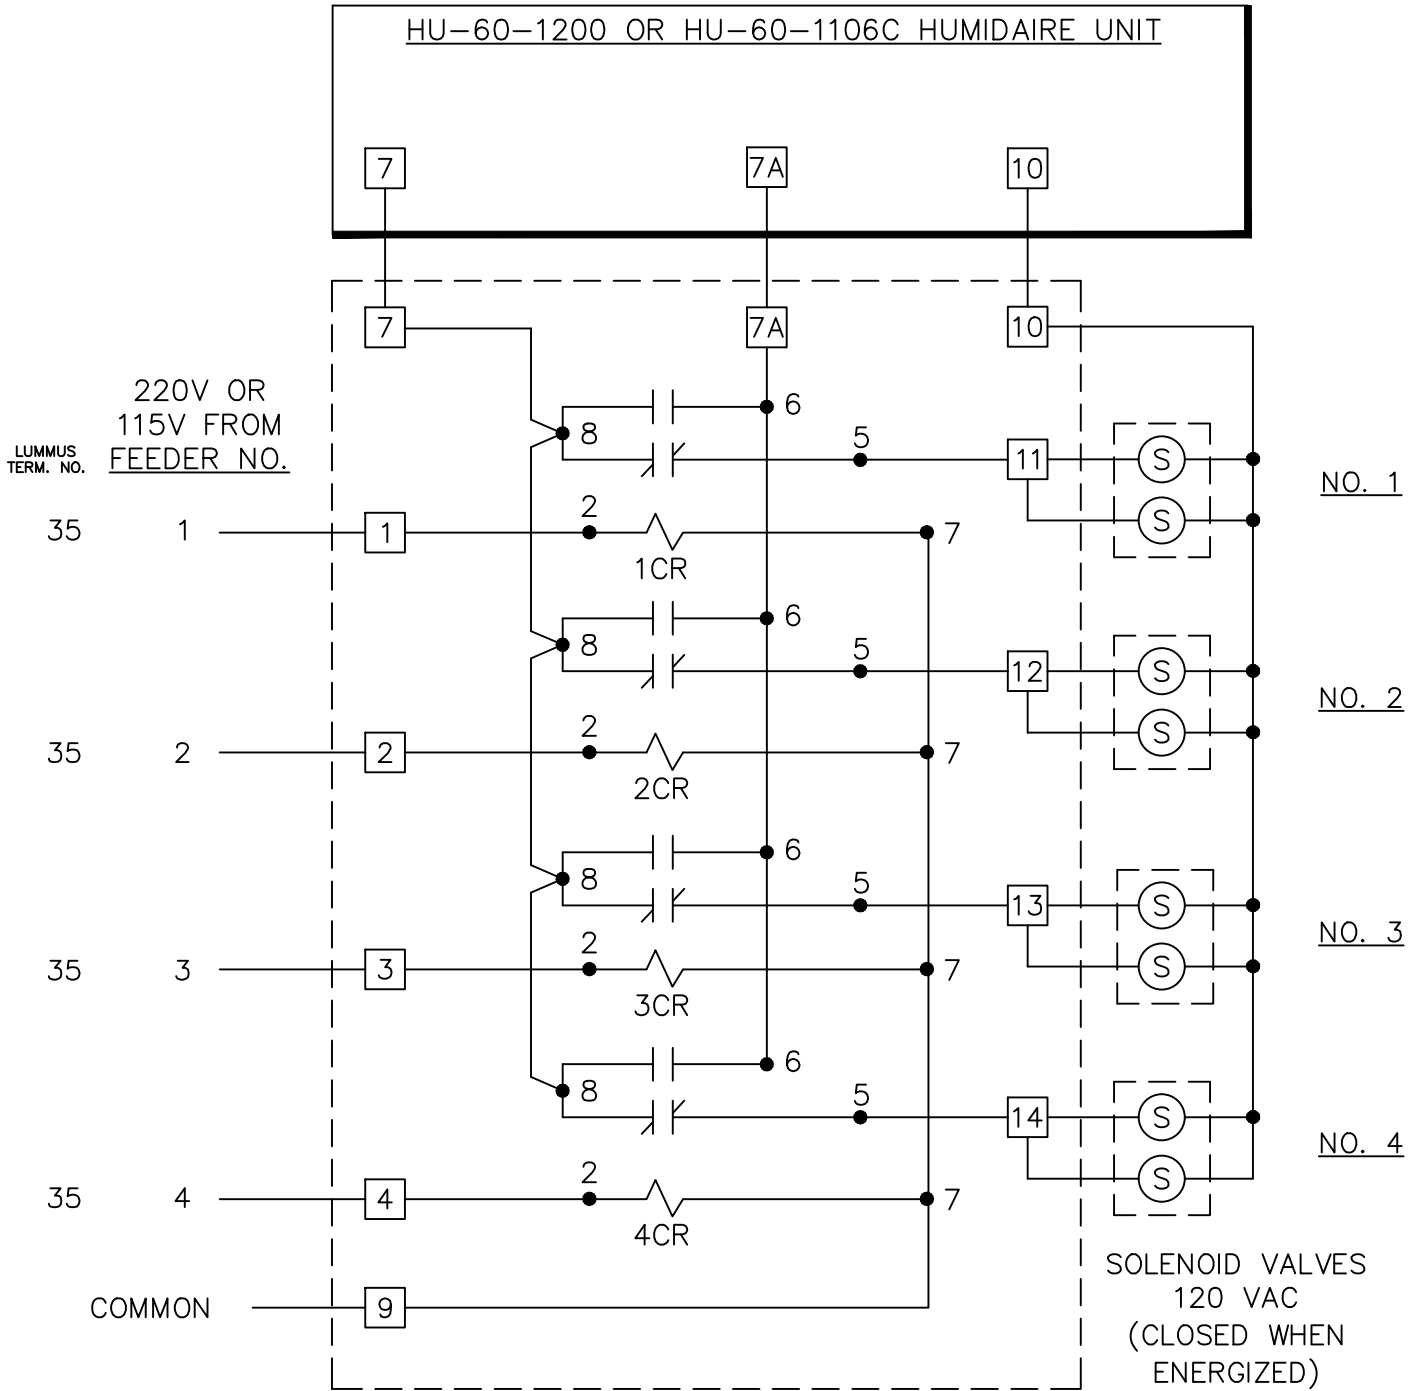 HU-60-1200 OR HU-60-1106C HUMIDAIRE UNIT
7 7A 10
7 7A 10
220V OR
115V FROM
FEEDER NO.
LUMMUS
TERM. NO.
6
8
5
11 S
S
NO. 1
35 1 1 2 7
1CR
6
8
5
12 S
S
NO. 2
35 2 2 2 7
2CR
6
8
5
13 S
S
NO. 3
35 3 3 2 7
3CR
6
8
5
14 S
S
NO. 4
35 4 4 2 7
4CR
COMMON 9
SOLENOID VALVES
120 VAC
(CLOSED WHEN
ENERGIZED)